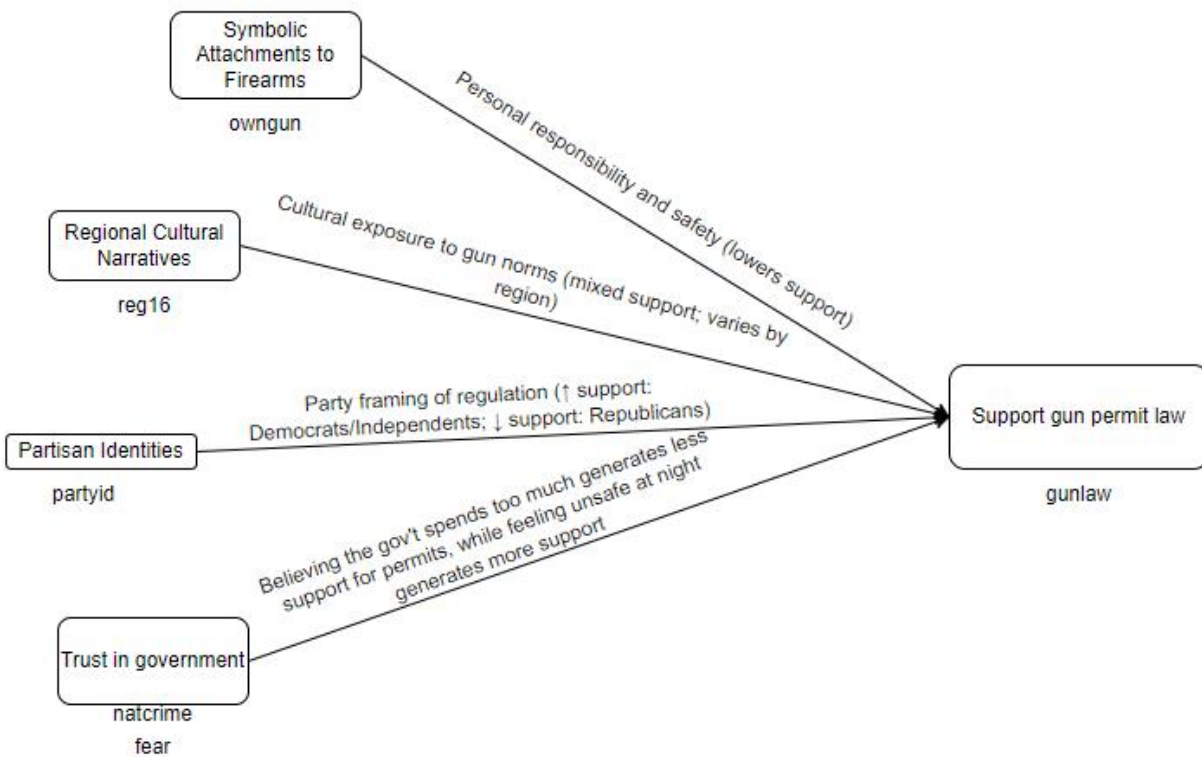 Symbolic
Attachments to
Firearms
owngun
Personal responsibility and safety (lowers support)
Regional Cultural
Narratives
reg16
Cultural exposure to gun norms (mixed support; varies by
region)
Partisan Identities
partyid
Party framing of regulation (↑ support:
Democrats/Independents; ↓ support: Republicans)
Trust in government
natcrime
fear
Believing the gov't spends too much generates less
support for permits, while feeling unsafe at night
generates more support
Support gun permit law
gunlaw